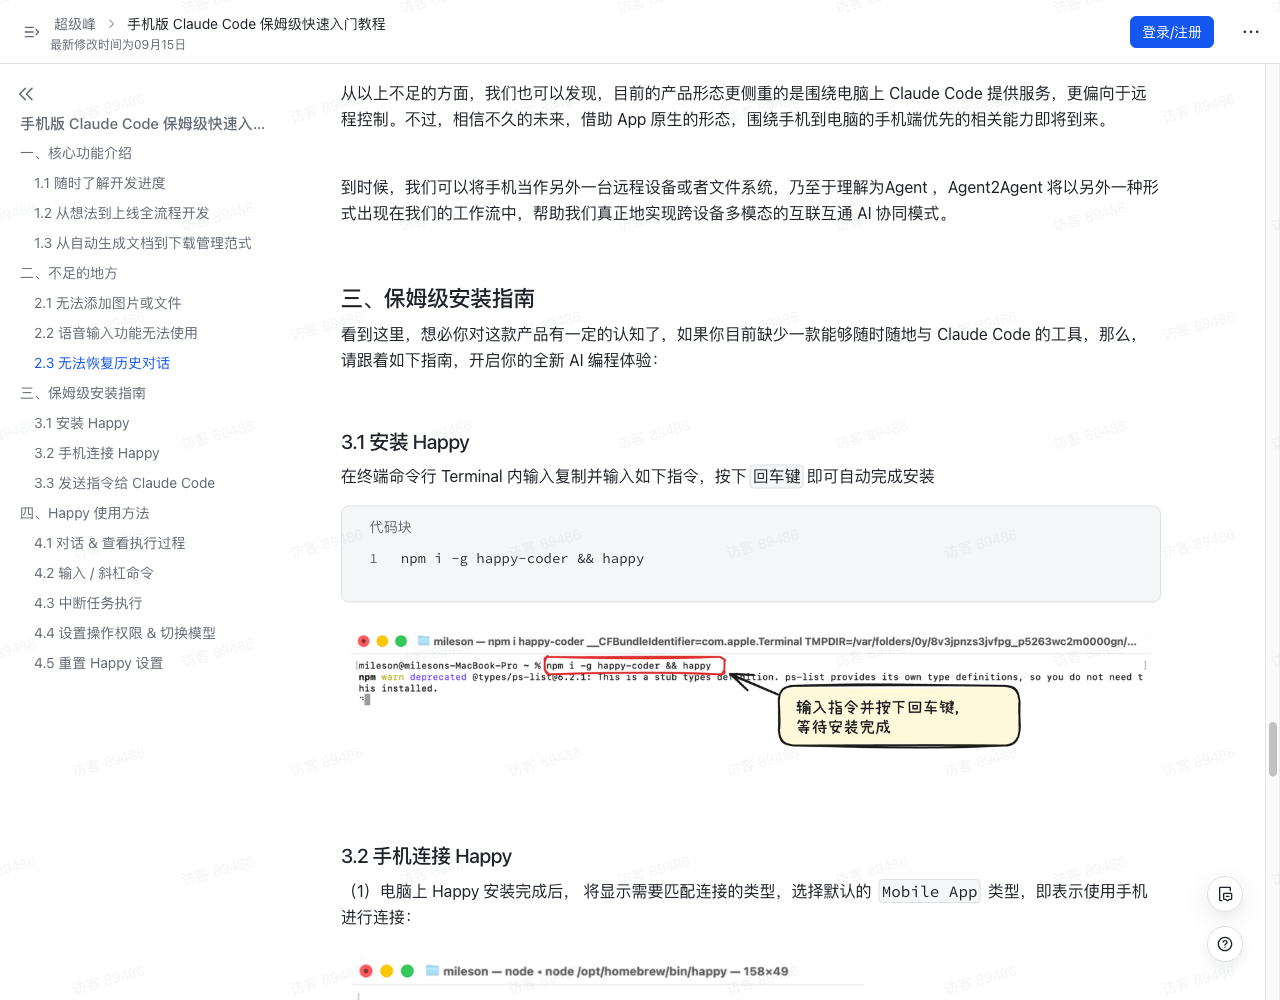 超级峰 > 手机版 Claude Code 保姆级快速入门教程
最新修改时间为09月15日
登录/注册
手机版 Claude Code 保姆级快速入...
一、核心功能介绍
1.1 随时了解开发进度
1.2 从想法到上线全流程开发
1.3 从自动生成文档到下载管理范式
二、不足的地方
2.1 无法添加图片或文件
2.2 语音输入功能无法使用
2.3 无法恢复历史对话
三、保姆级安装指南
3.1 安装 Happy
3.2 手机连接 Happy
3.3 发送指令给 Claude Code
四、Happy 使用方法
4.1 对话 & 查看执行过程
4.2 输入 / 斜杠命令
4.3 中断任务执行
4.4 设置操作权限 & 切换模型
4.5 重置 Happy 设置
从以上不足的方面，我们也可以发现，目前的产品形态更侧重的是围绕电脑上 Claude Code 提供服务，更偏向于远
程控制。不过，相信不久的未来，借助 App 原生的形态，围绕手机到电脑的手机端优先的相关能力即将到来。
到时候，我们可以将手机当作另外一台远程设备或者文件系统，乃至于理解为Agent ，Agent2Agent 将以另外一种形
式出现在我们的工作流中，帮助我们真正地实现跨设备多模态的互联互通 AI 协同模式。
三、保姆级安装指南
看到这里，想必你对这款产品有一定的认知了，如果你目前缺少一款能够随时随地与 Claude Code 的工具，那么，
请跟着如下指南，开启你的全新 AI 编程体验：
3.1 安装 Happy
在终端命令行 Terminal 内输入复制并输入如下指令，按下 回车键 即可自动完成安装
代码块
1 npm i -g happy-coder && happy
mileson — npm i happy-coder __CFBundleIdentifier=com.apple.Terminal TMPDIR=/var/folders/0y/8v3jpnzs3jvfpg_p5263wc2m0000gn/...
[mileson@milesons-MacBook-Pro ~ % npm i -g happy-coder && happy ]
npm warn deprecated @types/ps-list@6.2.1: This is a stub types definition. ps-list provides its own type definitions, so you do not need t
his installed.
输入指令并按下回车键，
等待安装完成
3.2 手机连接 Happy
（1）电脑上 Happy 安装完成后， 将显示需要匹配连接的类型，选择默认的 Mobile App 类型，即表示使用手机
进行连接：
mileson — node ◂ node /opt/homebrew/bin/happy — 158×49
访客 89486